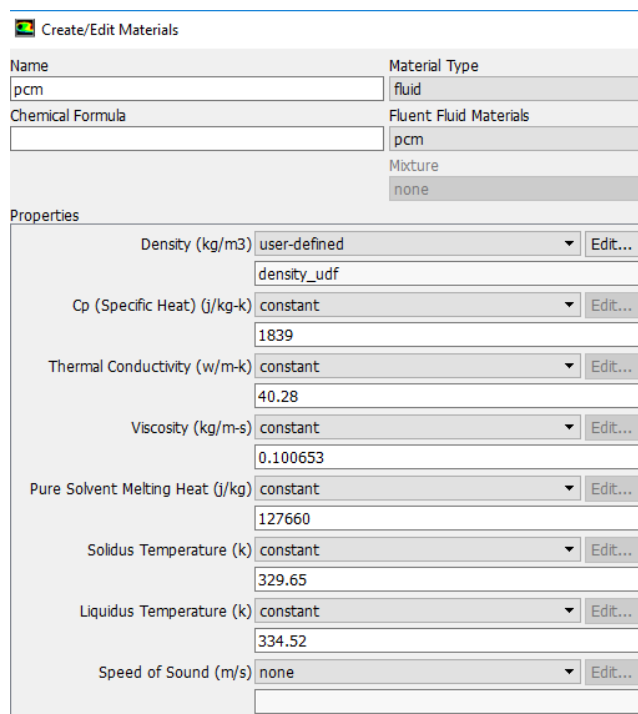 Create/Edit Materials
Name Material Type
pcm fluid
Chemical Formula Fluent Fluid Materials
pcm
Mixture
none
Properties
Density (kg/m3) user-defined Edit...
density_udf
Cp (Specific Heat) (j/kg-k) constant Edit...
1839
Thermal Conductivity (w/m-k) constant Edit...
40.28
Viscosity (kg/m-s) constant Edit...
0.100653
Pure Solvent Melting Heat (j/kg) constant Edit...
127660
Solidus Temperature (k) constant Edit...
329.65
Liquidus Temperature (k) constant Edit...
334.52
Speed of Sound (m/s) none Edit...